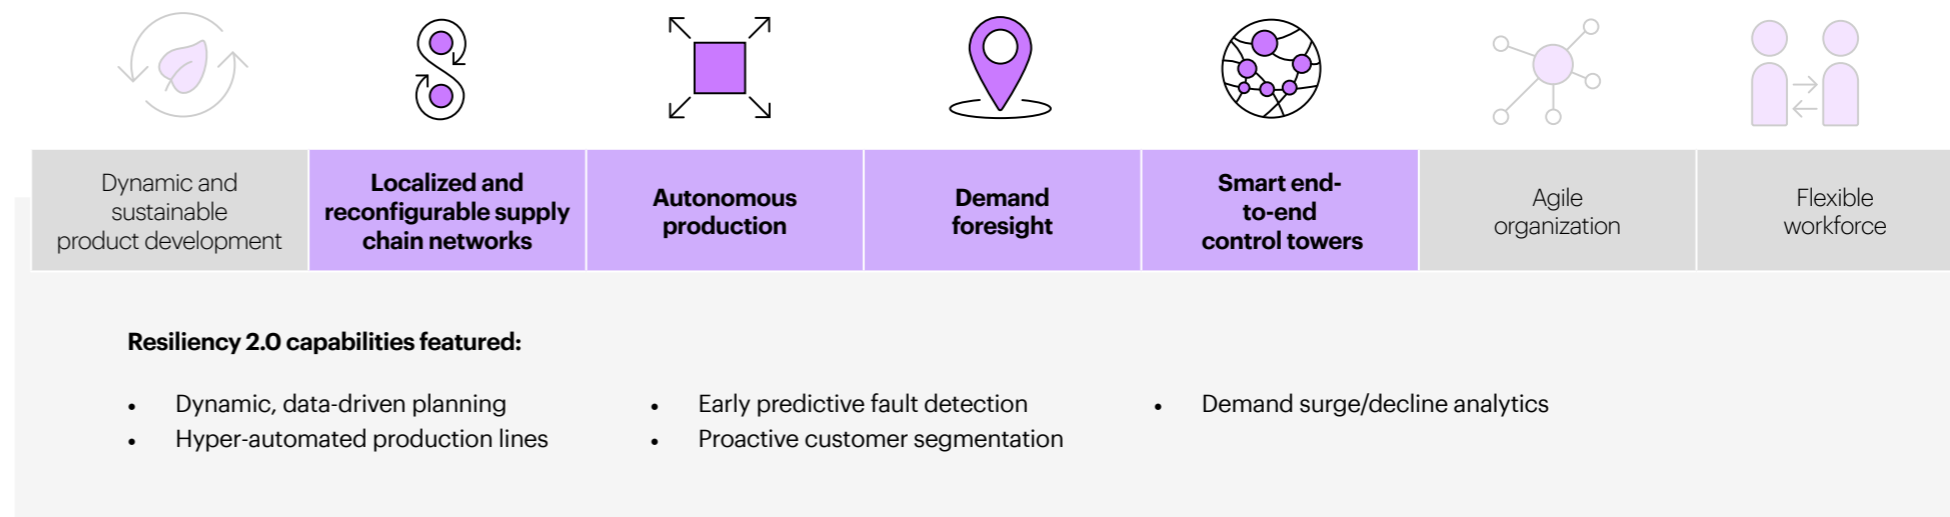 Dynamic and
sustainable
product development
Localized and
reconfigurable supply
chain networks
Autonomous
production
Demand
foresight
Smart end-
to-end
control towers
Agile
organization
Flexible
workforce
Resiliency 2.0 capabilities featured:
• Dynamic, data-driven planning
• Hyper-automated production lines
• Early predictive fault detection
• Proactive customer segmentation
• Demand surge/decline analytics